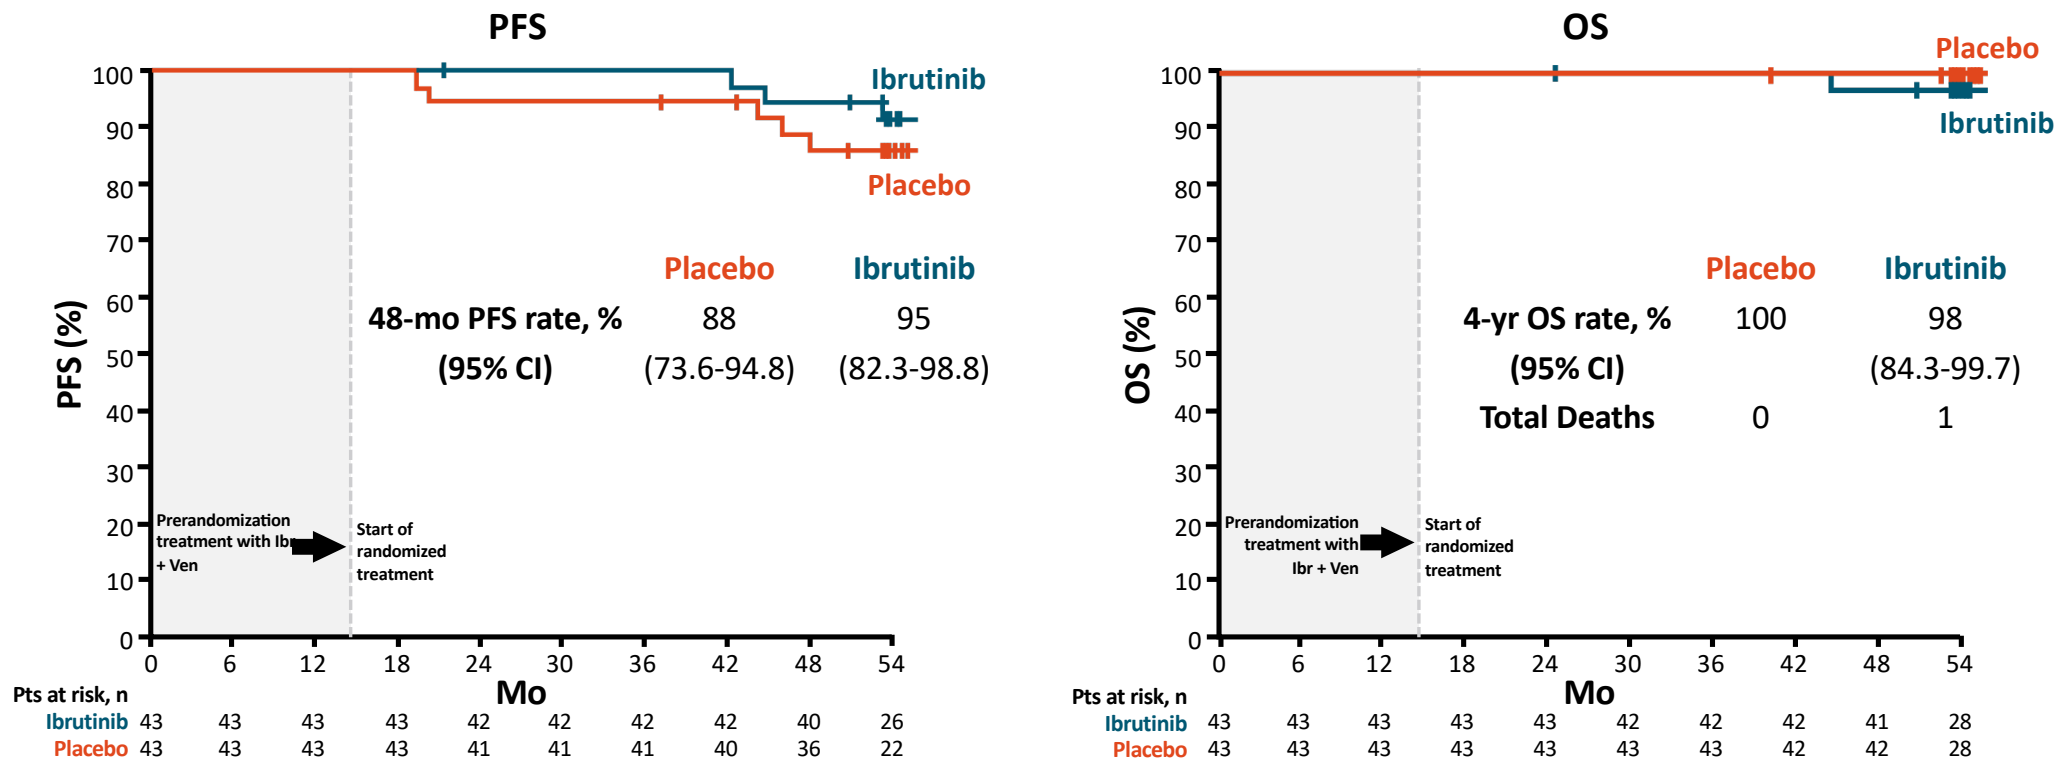 PFS
100
90
80
70
60
50
40
30
20
10
0
PFS (%)
Ibrutinib
Placebo
Placebo Ibrutinib
48-mo PFS rate, % 88 95
(95% CI) (73.6-94.8) (82.3-98.8)
Prerandomization
treatment with Ibr
+ Ven
Start of
randomized
treatment
0 6 12 18 24 30 36 42 48 54
Mo
Pts at risk, n
Ibrutinib 43 43 43 43 42 42 42 42 40 26
Placebo 43 43 43 43 41 41 41 40 36 22
OS
100
90
80
70
60
50
40
30
20
10
0
OS (%)
Placebo
Ibrutinib
Placebo Ibrutinib
4-yr OS rate, % 100 98
(95% CI) (84.3-99.7)
Total Deaths 0 1
Prerandomization
treatment with
Ibr + Ven
Start of
randomized
treatment
0 6 12 18 24 30 36 42 48 54
Mo
Pts at risk, n
Ibrutinib 43 43 43 43 43 42 42 42 41 28
Placebo 43 43 43 43 43 43 43 42 42 28